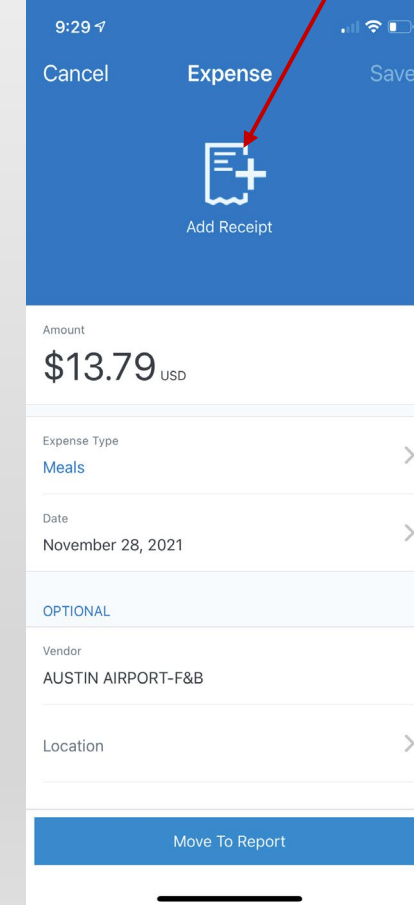 9:29
Cancel Expense Save
Add Receipt
Amount
$13.79 USD
Expense Type
Meals
Date
November 28, 2021
OPTIONAL
Vendor
AUSTIN AIRPORT-F&B
Location
Move To Report